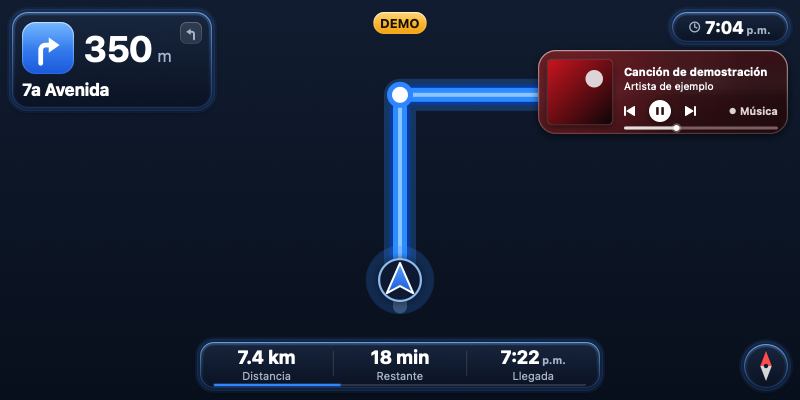 350 m
7a Avenida
DEMO
7:04 p.m.
Canción de demostración
Artista de ejemplo
Música
7.4 km
Distancia
18 min
Restante
7:22 p.m.
Llegada